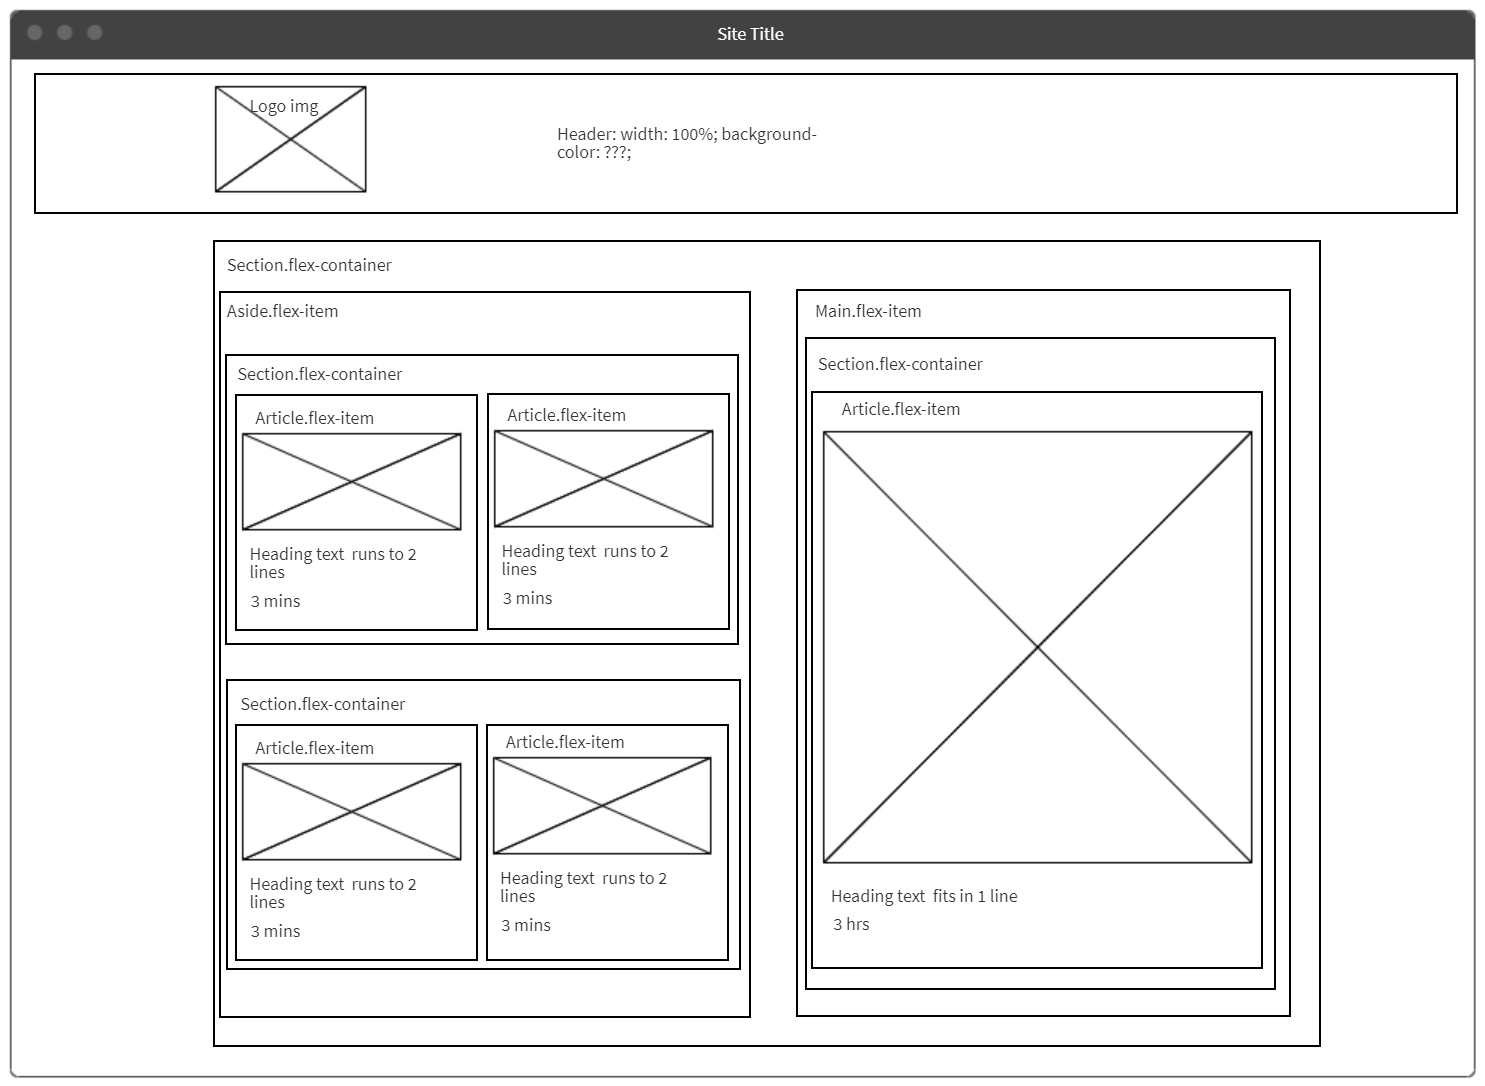 Site Title
Logo img
Header: width: 100%; background-
color: ???;
Section.flex-container
Aside.flex-item
Section.flex-container
Article.flex-item
Heading text  runs to 2
lines
3 mins
Article.flex-item
Heading text  runs to 2
lines
3 mins
Section.flex-container
Article.flex-item
Heading text  runs to 2
lines
3 mins
Article.flex-item
Heading text  runs to 2
lines
3 mins
Main.flex-item
Section.flex-container
Article.flex-item
Heading text  fits in 1 line
3 hrs